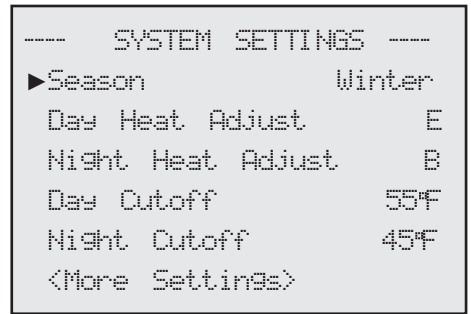 ---- SYSTEM SETTINGS ----
►Season Winter
Day Heat Adjust E
Night Heat Adjust B
Day Cutoff 55°F
Night Cutoff 45°F
<More Settings>